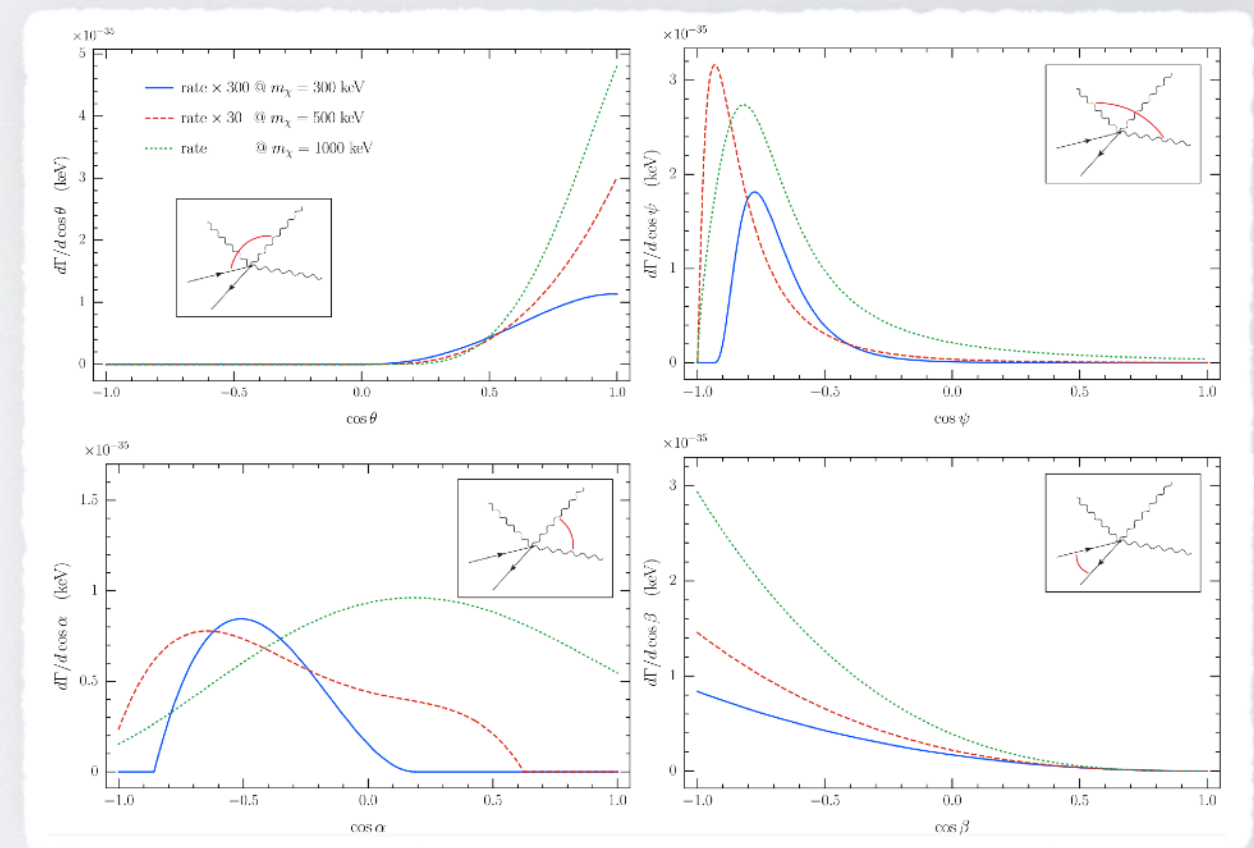 ×10⁻³⁵
5
4
3
2
1
0
dΓ/d cos θ (keV)
rate × 300 @ mχ = 300 keV
rate × 30 @ mχ = 500 keV
rate @ mχ = 1000 keV
−1.0 −0.5 0.0 0.5 1.0
cos θ
×10⁻³⁵
3
2
1
0
dΓ/d cos ψ (keV)
−1.0 −0.5 0.0 0.5 1.0
cos ψ
×10⁻³⁵
1.5
1
0.5
0
dΓ/d cos α (keV)
−1.0 −0.5 0.0 0.5 1.0
cos α
×10⁻³⁵
3
2
1
0
dΓ/d cos β (keV)
−1.0 −0.5 0.0 0.5 1.0
cos β